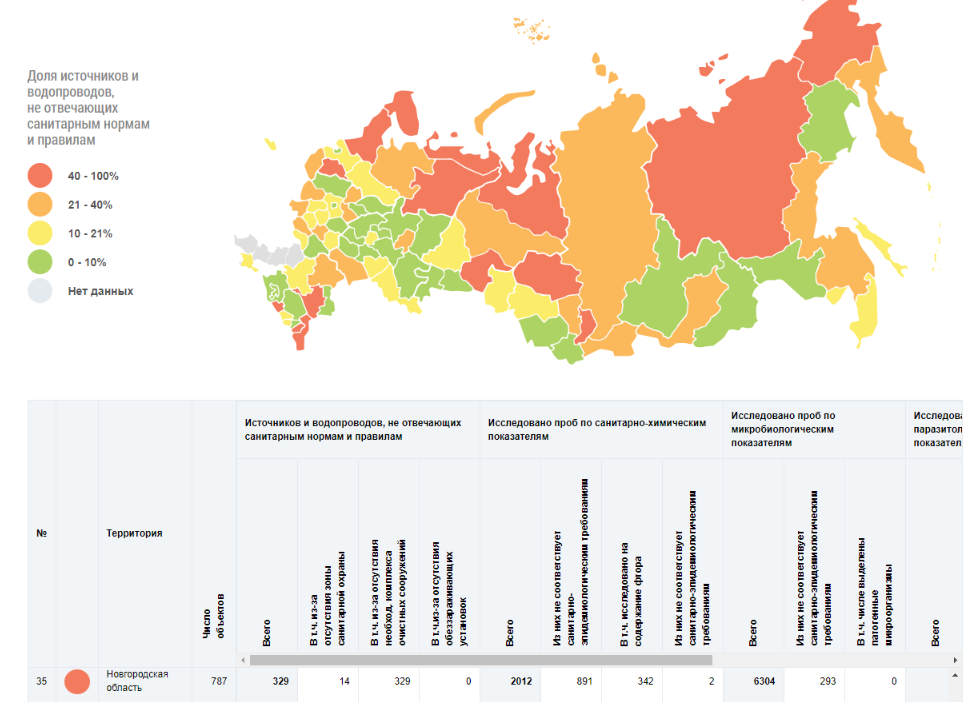 Доля источников и
водопроводов,
не отвечающих
санитарным нормам
и правилам
40 - 100%
21 - 40%
10 - 21%
0 - 10%
Нет данных
№
Территория
Число
объектов
Источников и водопроводов, не отвечающих
санитарным нормам и правилам
Всего
В т.ч. из-за
отсутствия зоны
санитарной охраны
В т.ч. из-за отсутствия
необход. комплекса
очистных сооружений
В т.ч.из-за отсутствия
обеззараживающих
установок
Исследовано проб по санитарно-химическим
показателям
Всего
Из них не соответствует
санитарно-
эпидемиологическим требованиям
В т.ч. исследовано на
содержание фтора
Из них не соответствует
санитарно-эпидемиологическим
требованиям
Исследовано проб по
микробиологическим
показателям
Всего
Из них не соответствует
санитарно-эпидемиологическим
требованиям
В т.ч. числе выделены
патогенные
микроорганизмы
Исследова
паразитол
показател
Всего
35
Новгородская
область
787
329
14
329
0
2012
891
342
2
6304
293
0